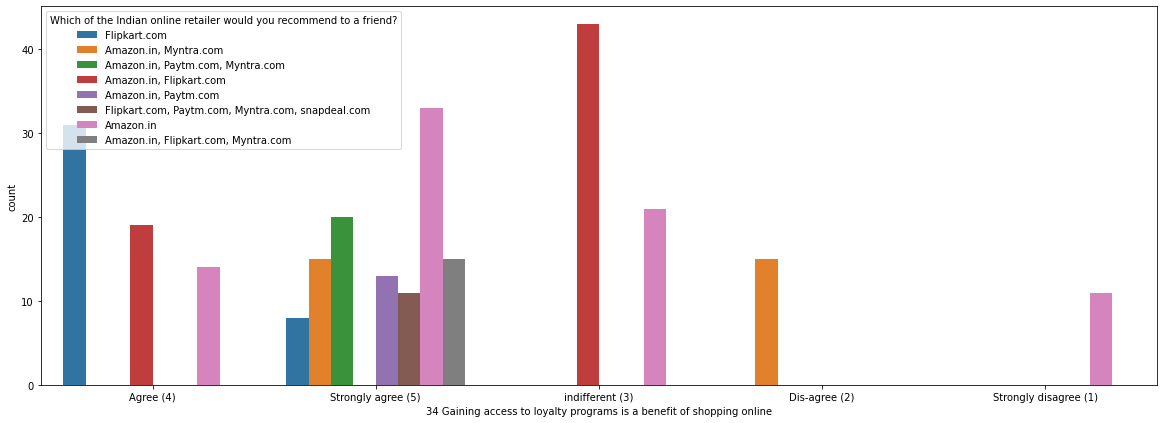 Which of the Indian online retailer would you recommend to a friend?
Flipkart.com
Amazon.in, Myntra.com
Amazon.in, Paytm.com, Myntra.com
Amazon.in, Flipkart.com
Amazon.in, Paytm.com
Flipkart.com, Paytm.com, Myntra.com, snapdeal.com
Amazon.in
Amazon.in, Flipkart.com, Myntra.com
count
40
30
20
10
0
Agree (4) Strongly agree (5) indifferent (3) Dis-agree (2) Strongly disagree (1)
34 Gaining access to loyalty programs is a benefit of shopping online